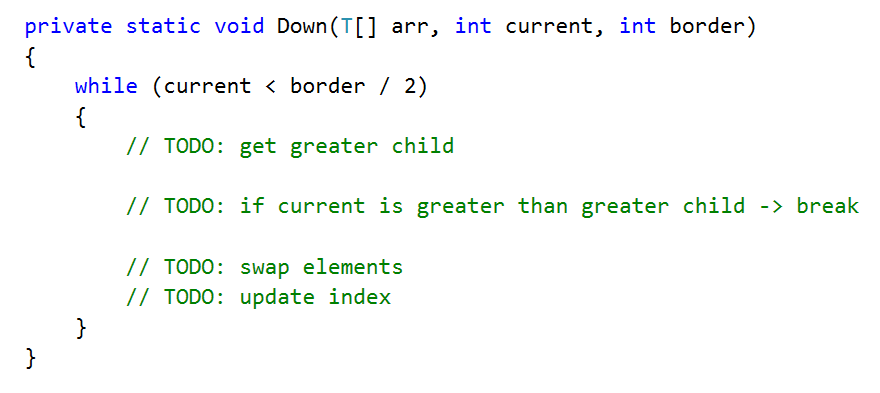 private static void Down(T[] arr, int current, int border)
{
    while (current < border / 2)
    {
        // TODO: get greater child

        // TODO: if current is greater than greater child -> break

        // TODO: swap elements
        // TODO: update index
    }
}